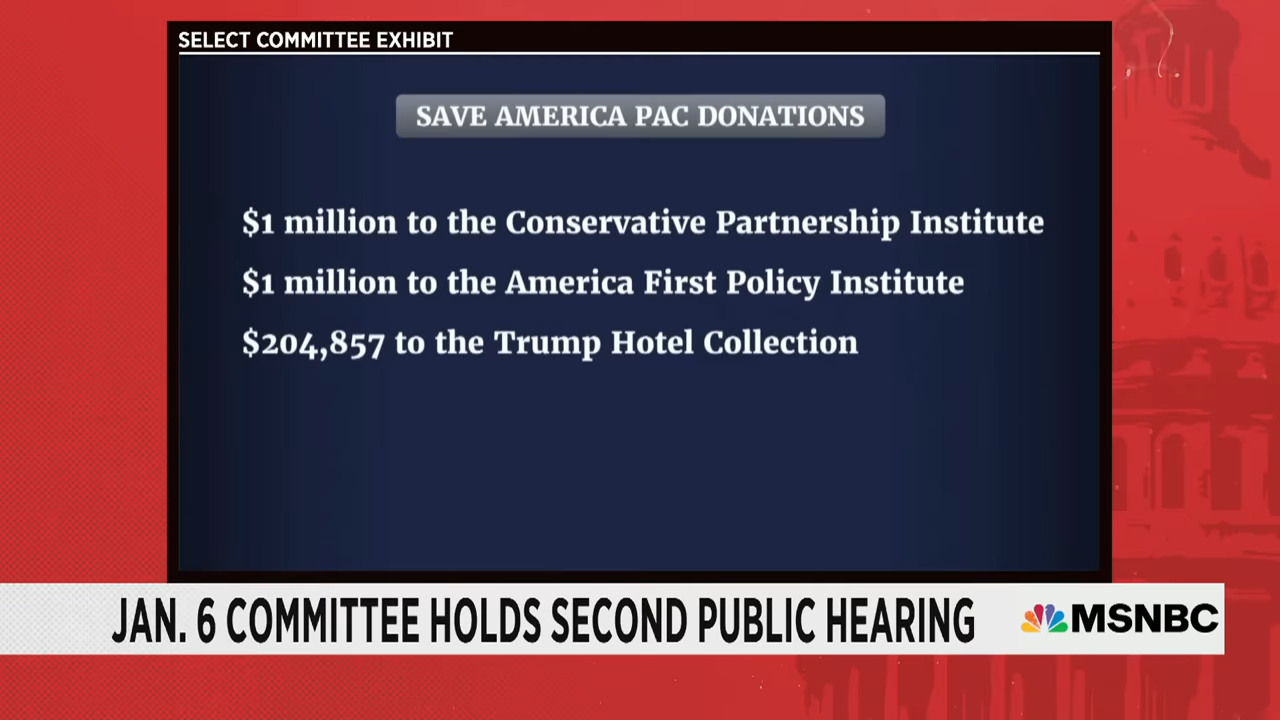 SELECT COMMITTEE EXHIBIT
SAVE AMERICA PAC DONATIONS
$1 million to the Conservative Partnership Institute
$1 million to the America First Policy Institute
$204,857 to the Trump Hotel Collection
JAN. 6 COMMITTEE HOLDS SECOND PUBLIC HEARING
MSNBC